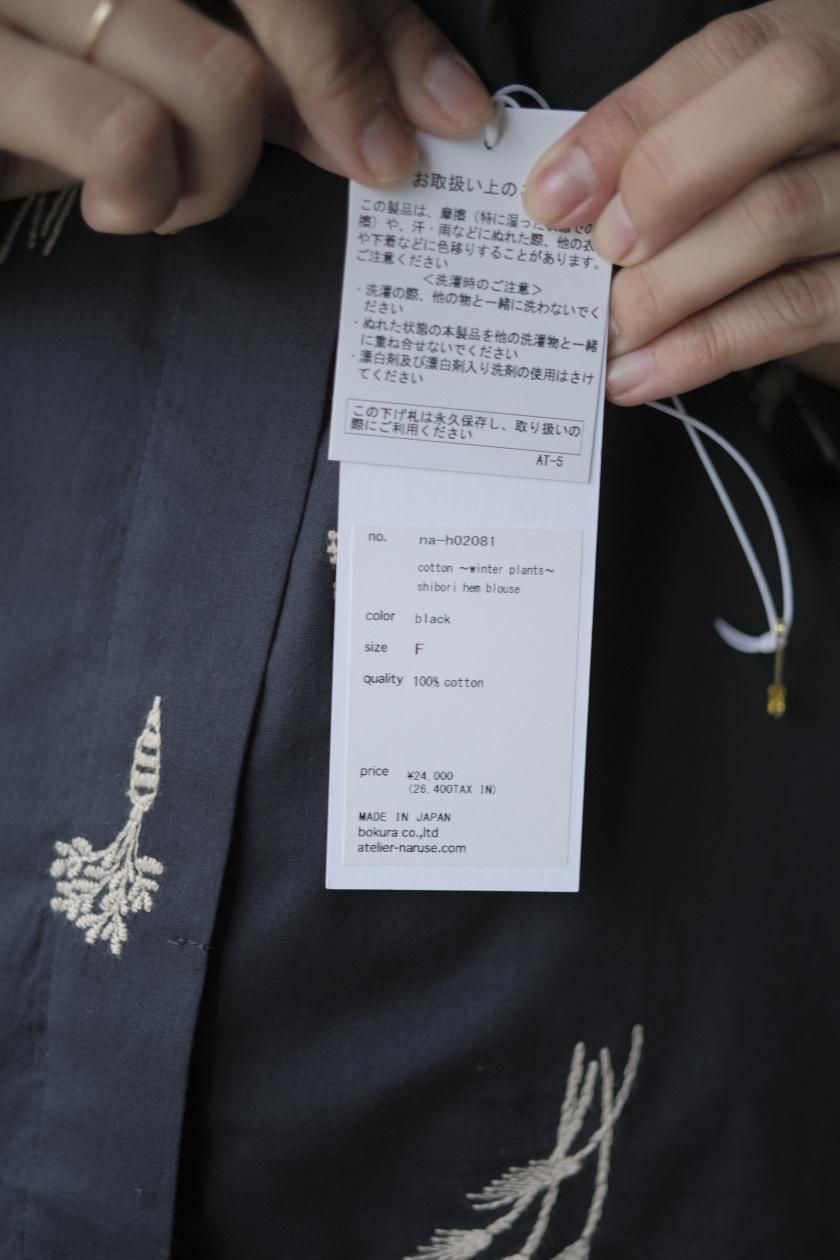 お取扱い上の
この製品は、摩擦（特に湿った状態での摩
擦）や、汗・雨などにぬれた際、他の衣
や下着などに色移りすることがあります。
ご注意ください
＜洗濯時のご注意＞
・洗濯の際、他の物と一緒に洗わないでく
ださい
・ぬれた状態の本製品を他の洗濯物と一緒
に重ね合せないでください
・漂白剤及び漂白剤入り洗剤の使用はさけ
てください
この下げ札は永久保存し、取り扱いの
際にご利用ください
AT-5
no. na-h02081
cotton ～winter plants～
shibori hem blouse
color black
size F
quality 100% cotton
price ¥24,000
(26,400TAX IN)
MADE IN JAPAN
bokura co.,ltd
atelier-naruse.com